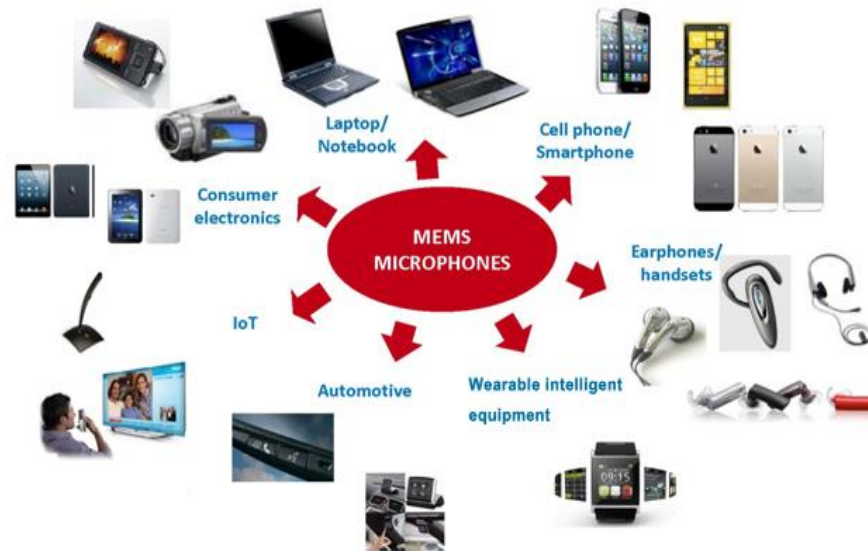 Laptop/
Notebook
Cell phone/
Smartphone
Consumer
electronics
MEMS
MICROPHONES
Earphones/
handsets
IoT
Automotive
Wearable intelligent
equipment
09:15